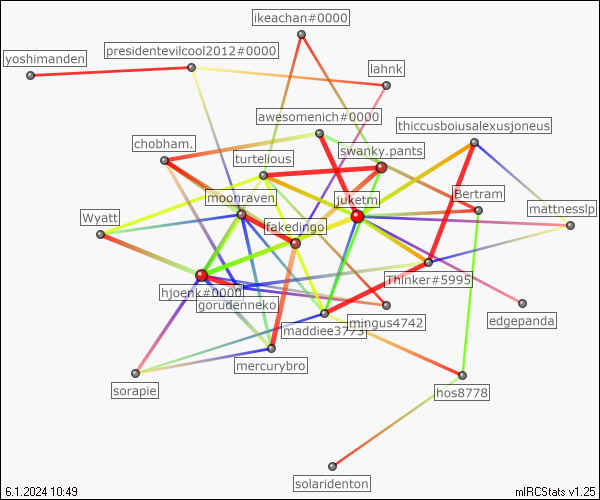 ikeachan#0000
presidentevilcool2012#0000
yoshimanden
lahnk
awesomenich#0000
thiccusboiusalexusjoneus
chobham.
swanky.pants
turtelious
moonraven
juketm
Bertram
Wyatt
fakedingo
mattnesslp
Thinker#5995
hjoenk#0000
gorudenneko
edgepanda
mingus4742
maddiee3773
mercurybro
sorapie
hos8778
solaridenton
6.1.2024 10:49
mIRCStats v1.25